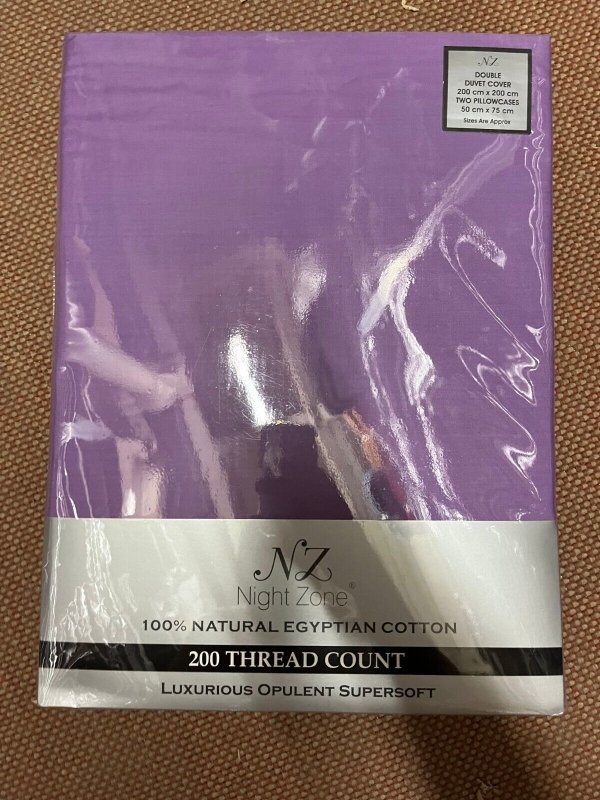 NZ
DOUBLE
DUVET COVER
200 cm x 200 cm
TWO PILLOWCASES
50 cm x 75 cm
Sizes Are Approx
NZ
Night Zone®
100% NATURAL EGYPTIAN COTTON
200 THREAD COUNT
LUXURIOUS OPULENT SUPERSOFT